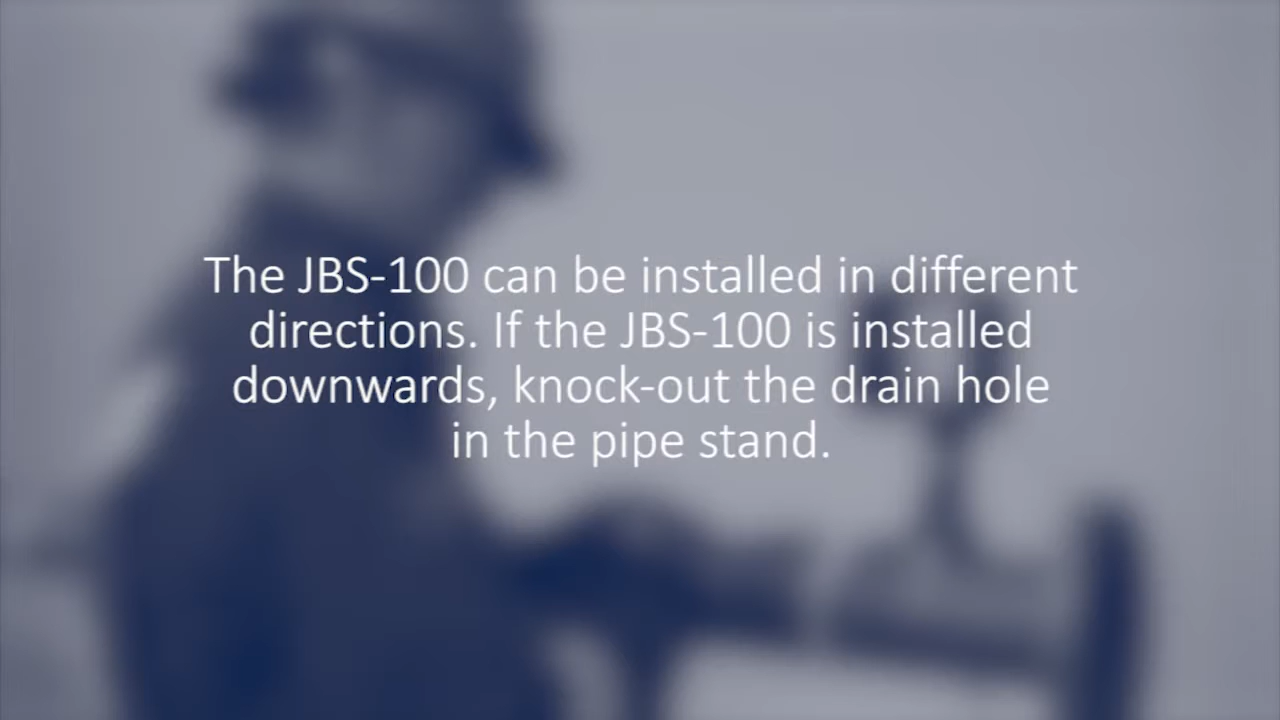 The JBS-100 can be installed in different
directions. If the JBS-100 is installed
downwards, knock-out the drain hole
in the pipe stand.